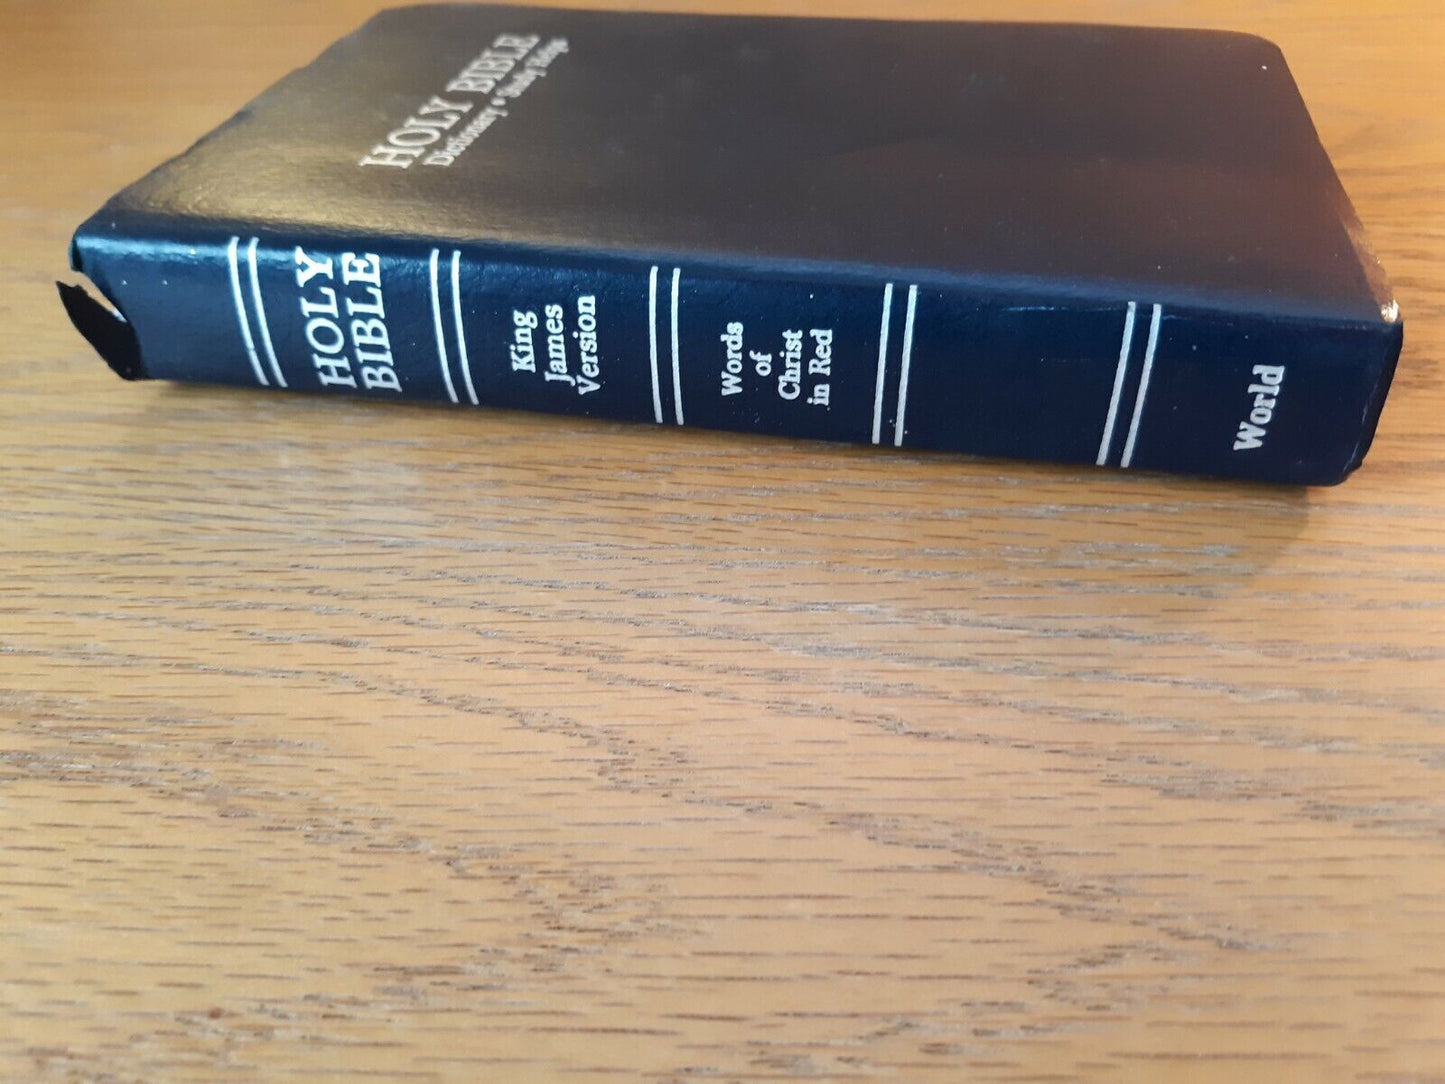 HOLY BIBLE
Dictionary • Study Helps
HOLY
BIBLE
King
James
Version
Words
of
Christ
in Red
World